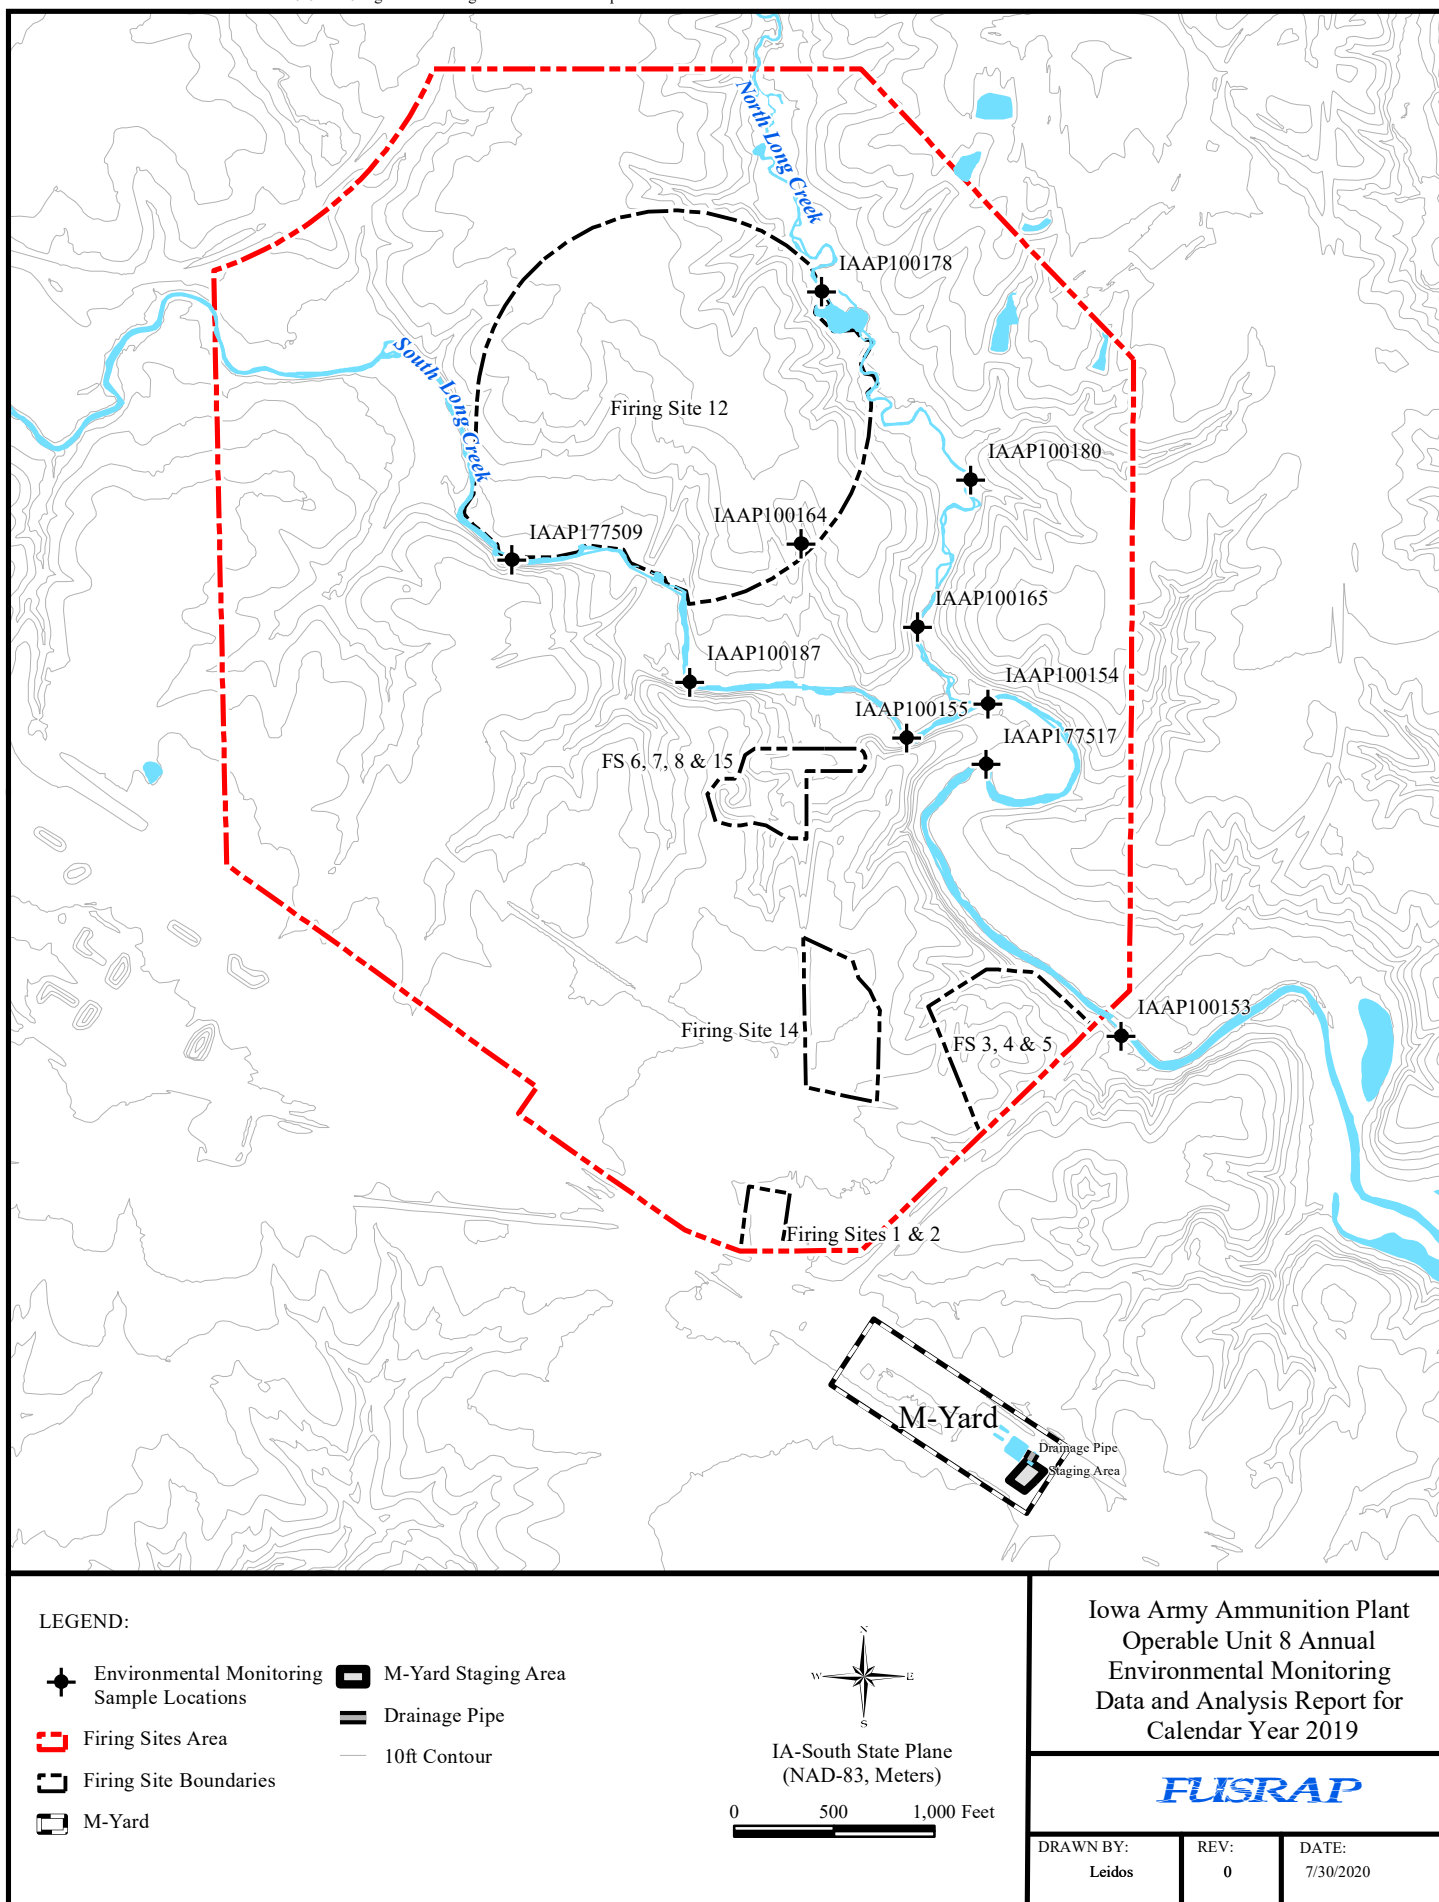 North Long Creek
IAAP100178
South Long Creek
Firing Site 12
IAAP100180
IAAP100164
IAAP177509
IAAP100165
IAAP100187
IAAP100154
IAAP100155
IAAP177517
FS 6, 7, 8 & 15
IAAP100153
Firing Site 14
FS 3, 4 & 5
Firing Sites 1 & 2
M-Yard
Drainage Pipe
Staging Area
LEGEND:
Environmental Monitoring
Sample Locations
Firing Sites Area
Firing Site Boundaries
M-Yard
M-Yard Staging Area
Drainage Pipe
10ft Contour
N
W E
S
IA-South State Plane
(NAD-83, Meters)
0 500 1,000 Feet
Iowa Army Ammunition Plant
Operable Unit 8 Annual
Environmental Monitoring
Data and Analysis Report for
Calendar Year 2019
FUSRAP
DRAWN BY:
Leidos
REV:
0
DATE:
7/30/2020